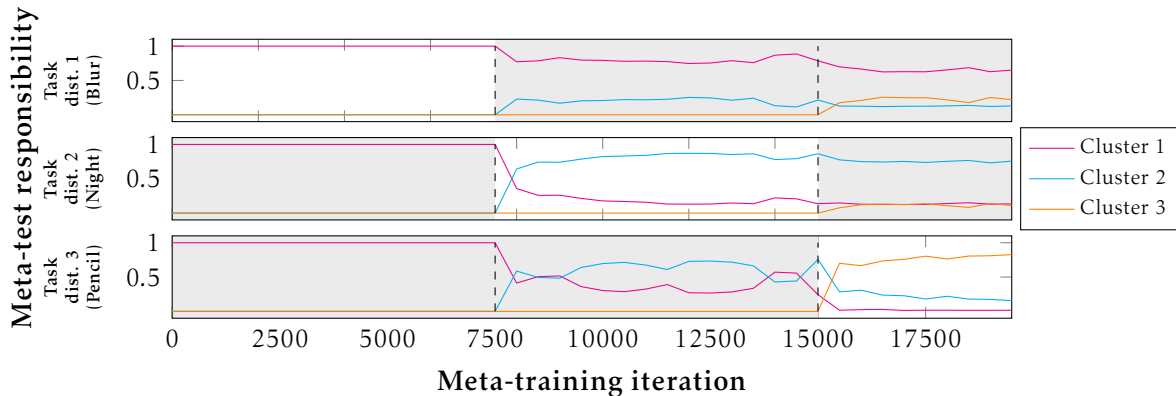 Meta-test responsibility
Task
dist. 1
(Blur)
1
0.5
Task
dist. 2
(Night)
1
0.5
Task
dist. 3
(Pencil)
1
0.5
0 2500 5000 7500 10000 12500 15000 17500
Meta-training iteration
Cluster 1
Cluster 2
Cluster 3